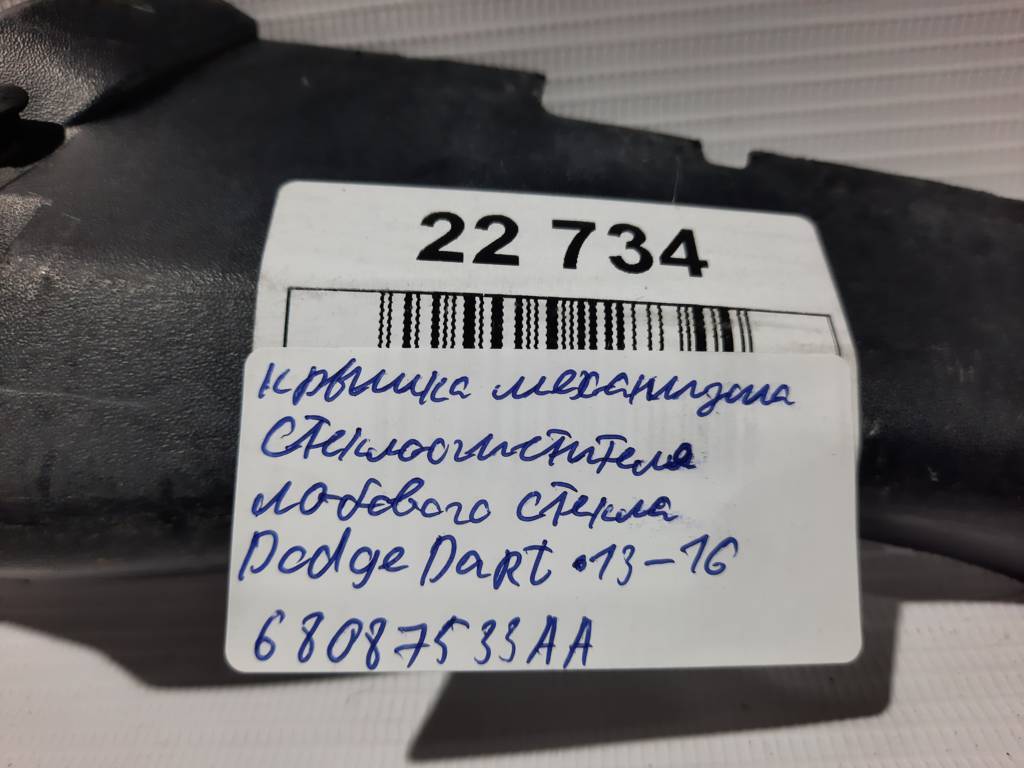 22 734
крышка механизма
стеклоочистителя
лобового стекла
Dodge Dart •13-16
68087533AA